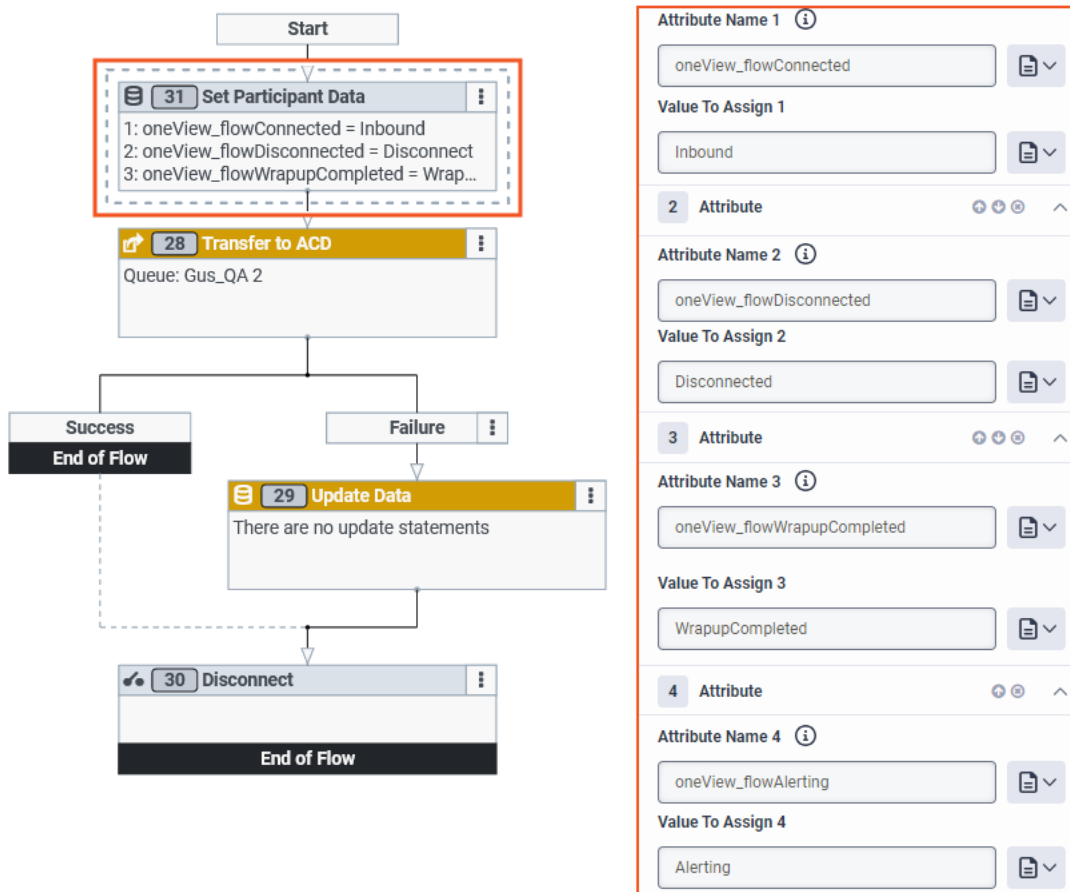 Start
31 Set Participant Data
1: oneView_flowConnected = Inbound
2: oneView_flowDisconnected = Disconnect
3: oneView_flowWrapupCompleted = Wrap...
28 Transfer to ACD
Queue: Gus_QA 2
Success
End of Flow
Failure
29 Update Data
There are no update statements
30 Disconnect
End of Flow
Attribute Name 1
oneView_flowConnected
Value To Assign 1
Inbound
2 Attribute
Attribute Name 2
oneView_flowDisconnected
Value To Assign 2
Disconnected
3 Attribute
Attribute Name 3
oneView_flowWrapupCompleted
Value To Assign 3
WrapupCompleted
4 Attribute
Attribute Name 4
oneView_flowAlerting
Value To Assign 4
Alerting